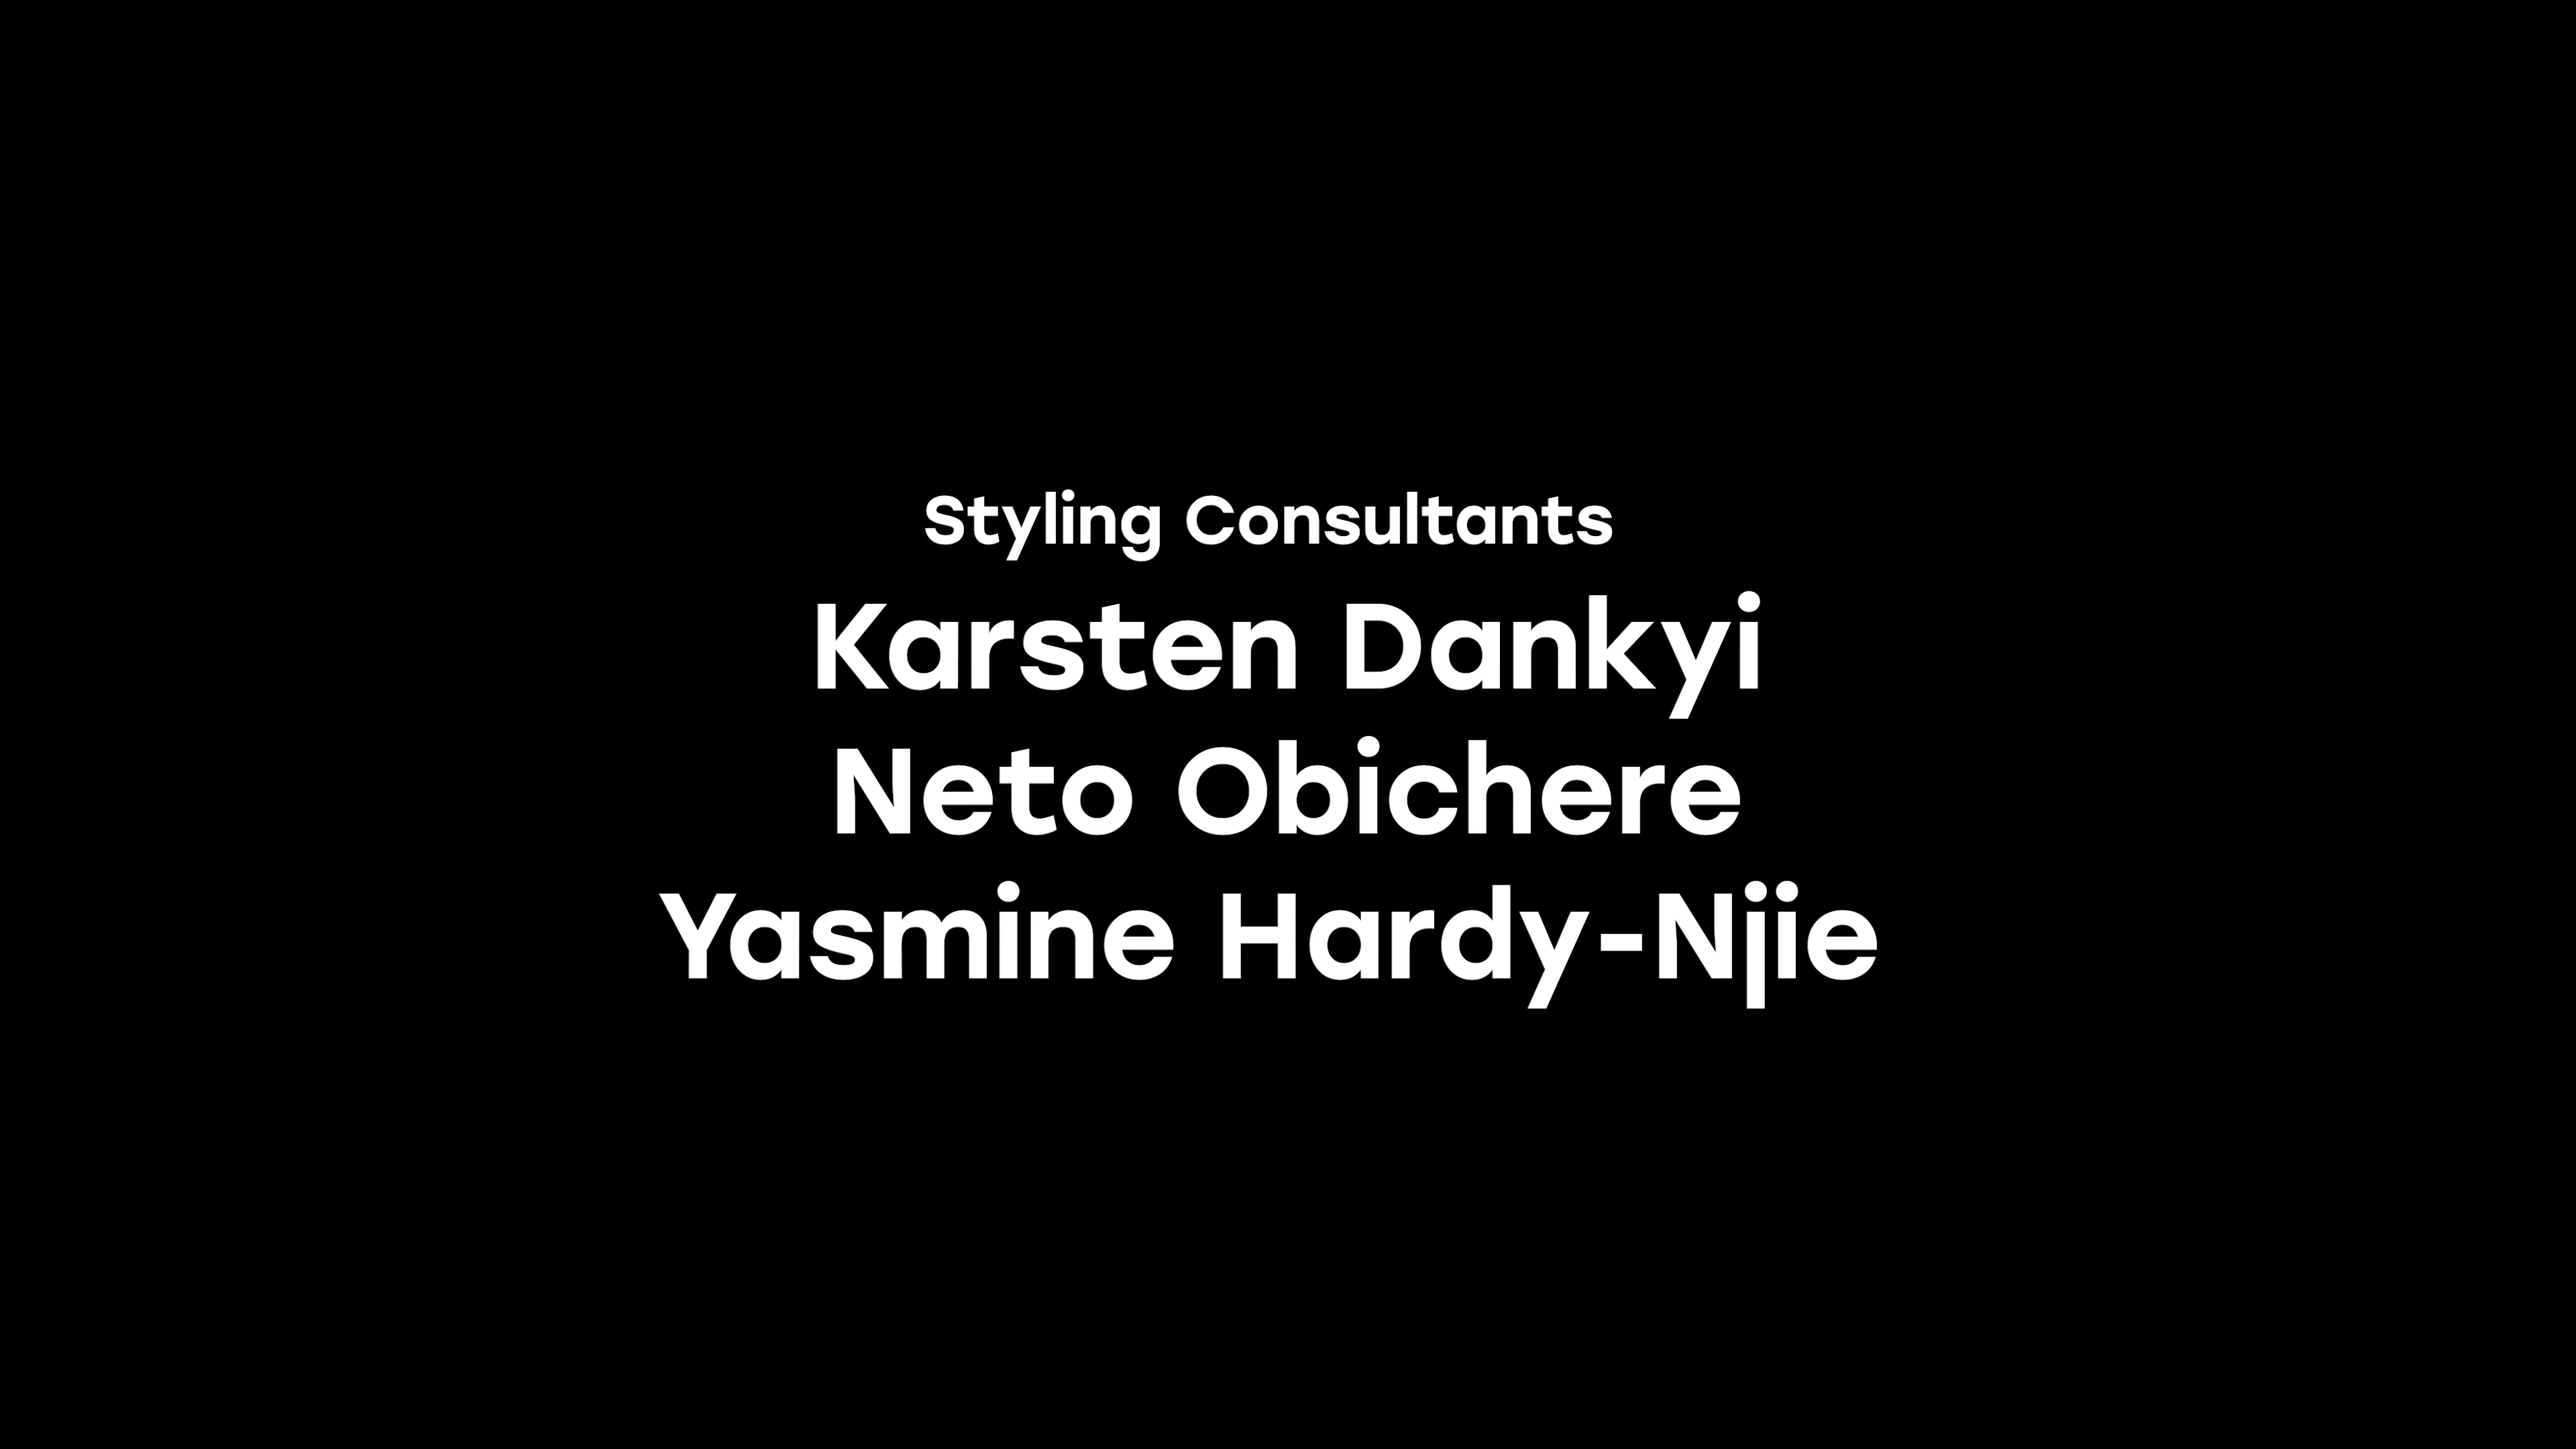 Styling Consultants
Karsten Dankyi
Neto Obichere
Yasmine Hardy-Njie